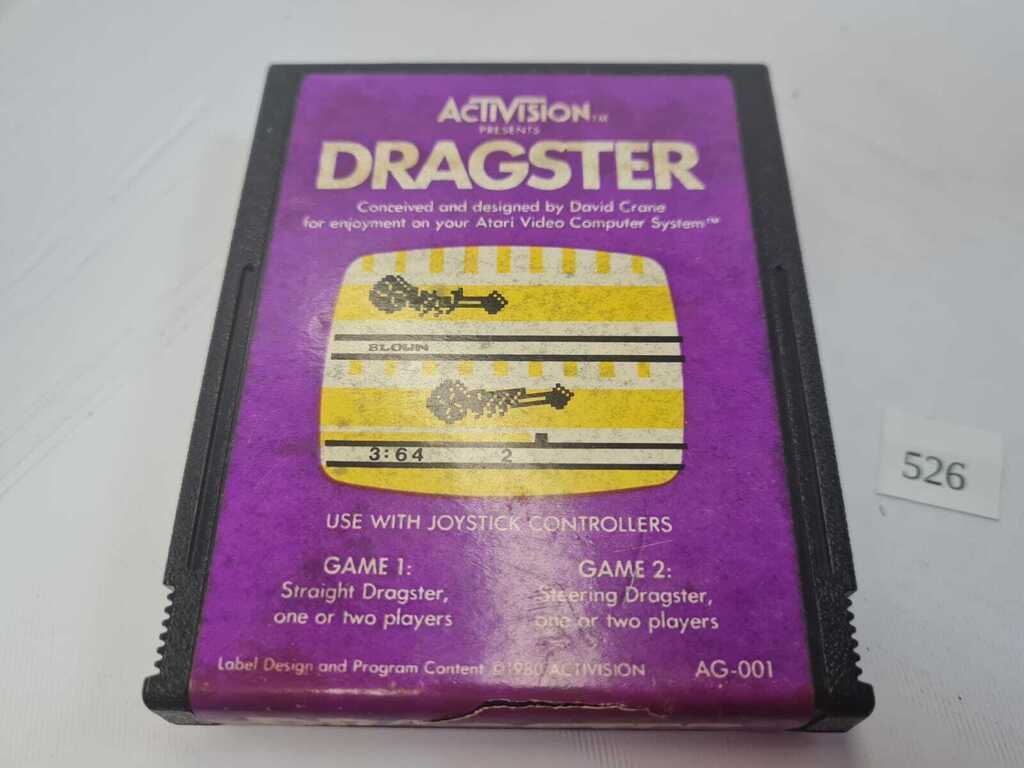 ACTIVISION™
PRESENTS
DRAGSTER
Conceived and designed by David Crane
for enjoyment on your Atari Video Computer System™
BLOWN
3:64 2
USE WITH JOYSTICK CONTROLLERS
GAME 1:
Straight Dragster,
one or two players
GAME 2:
Steering Dragster,
one or two players
Label Design and Program Content ©1980 ACTIVISION AG-001
526